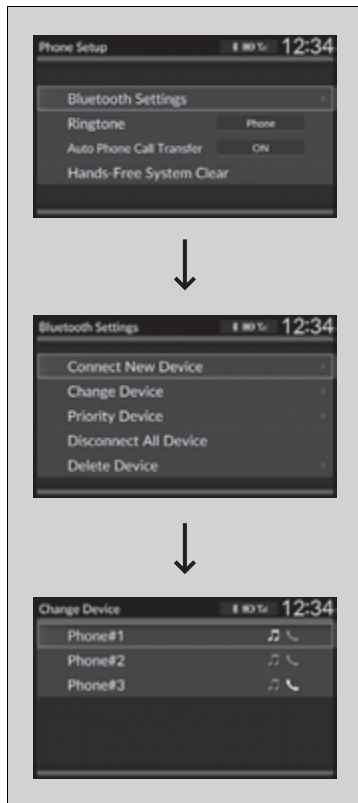 Phone Setup 12:34
Bluetooth Settings
Ringtone Phone
Auto Phone Call Transfer ON
Hands-Free System Clear
Bluetooth Settings 12:34
Connect New Device
Change Device
Priority Device
Disconnect All Device
Delete Device
Change Device 12:34
Phone#1
Phone#2
Phone#3